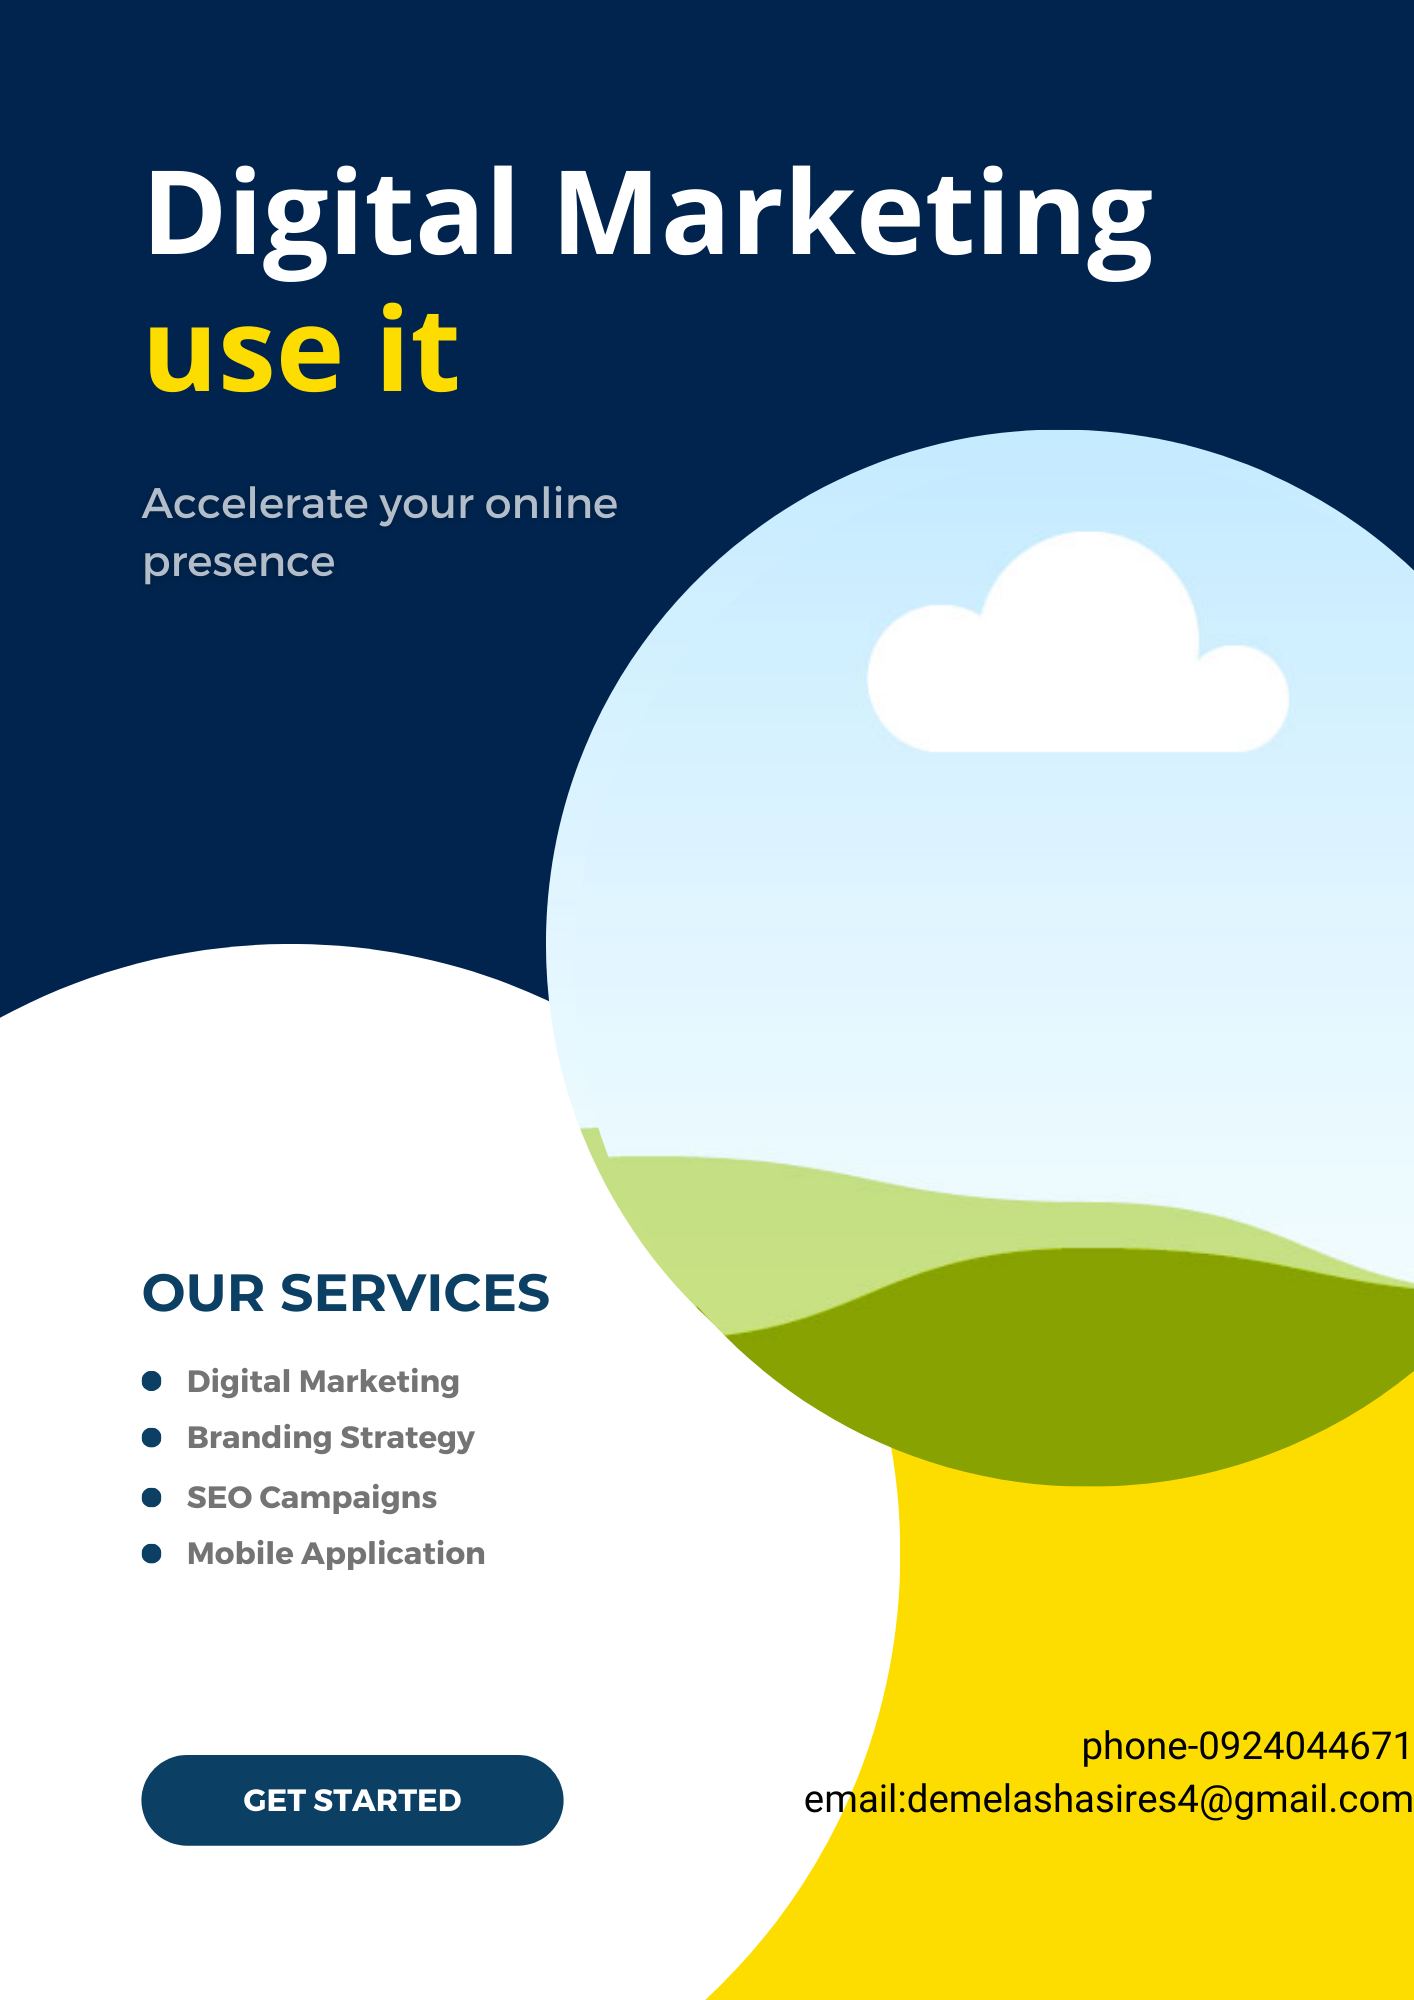 Digital Marketing
use it
Accelerate your online
presence
OUR SERVICES
Digital Marketing
Branding Strategy
SEO Campaigns
Mobile Application
GET STARTED
phone-0924044671
email:demelashasires4@gmail.com